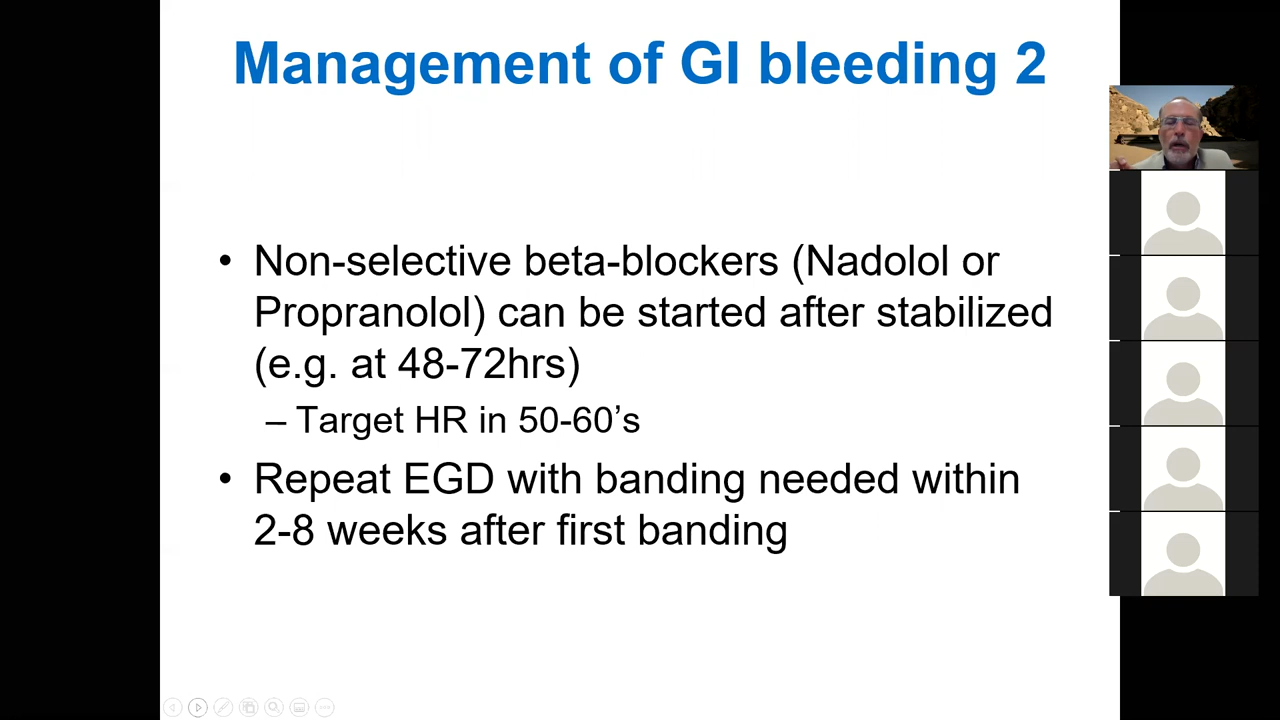 Management of GI bleeding 2
• Non-selective beta-blockers (Nadolol or
Propranolol) can be started after stabilized
(e.g. at 48-72hrs)
– Target HR in 50-60’s
• Repeat EGD with banding needed within
2-8 weeks after first banding